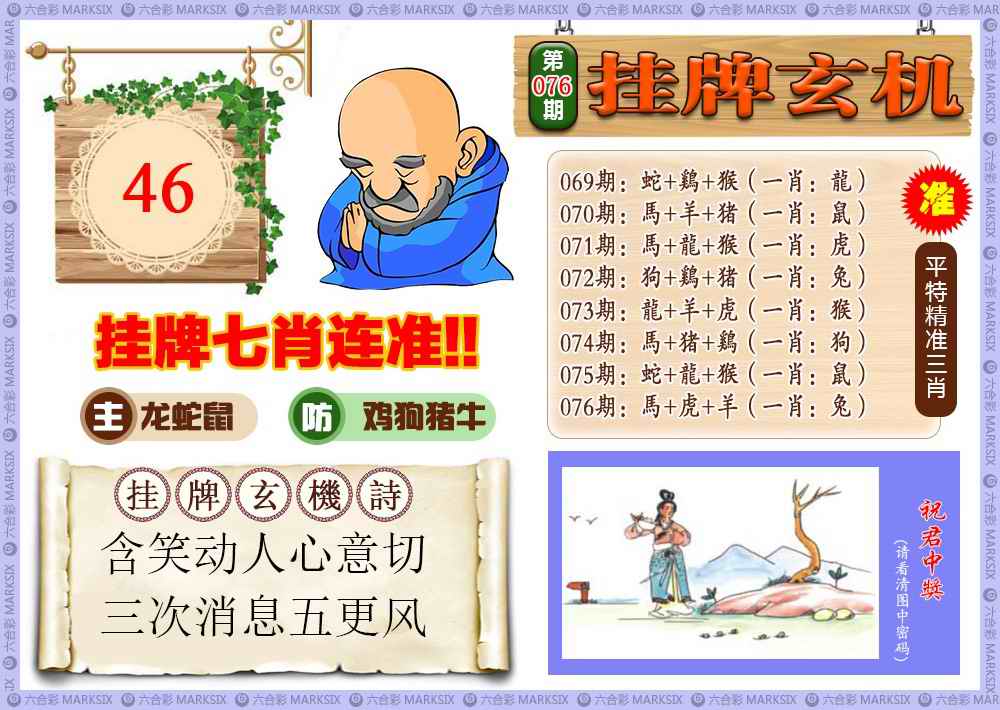 六合彩 MARKSIX
第
076
期
挂牌玄机
46
挂牌七肖连准!!
主 龙蛇鼠
防 鸡狗猪牛
挂牌玄機詩
含笑动人心意切
三次消息五更风
069期：蛇+鷄+猴（一肖：龍）
070期：馬+羊+猪（一肖：鼠）
071期：馬+龍+猴（一肖：虎）
072期：狗+鷄+猪（一肖：兔）
073期：龍+羊+虎（一肖：猴）
074期：馬+猪+鷄（一肖：狗）
075期：蛇+龍+猴（一肖：鼠）
076期：馬+虎+羊（一肖：兔）
准
平特精准三肖
祝君中獎
(请看清图中密码)